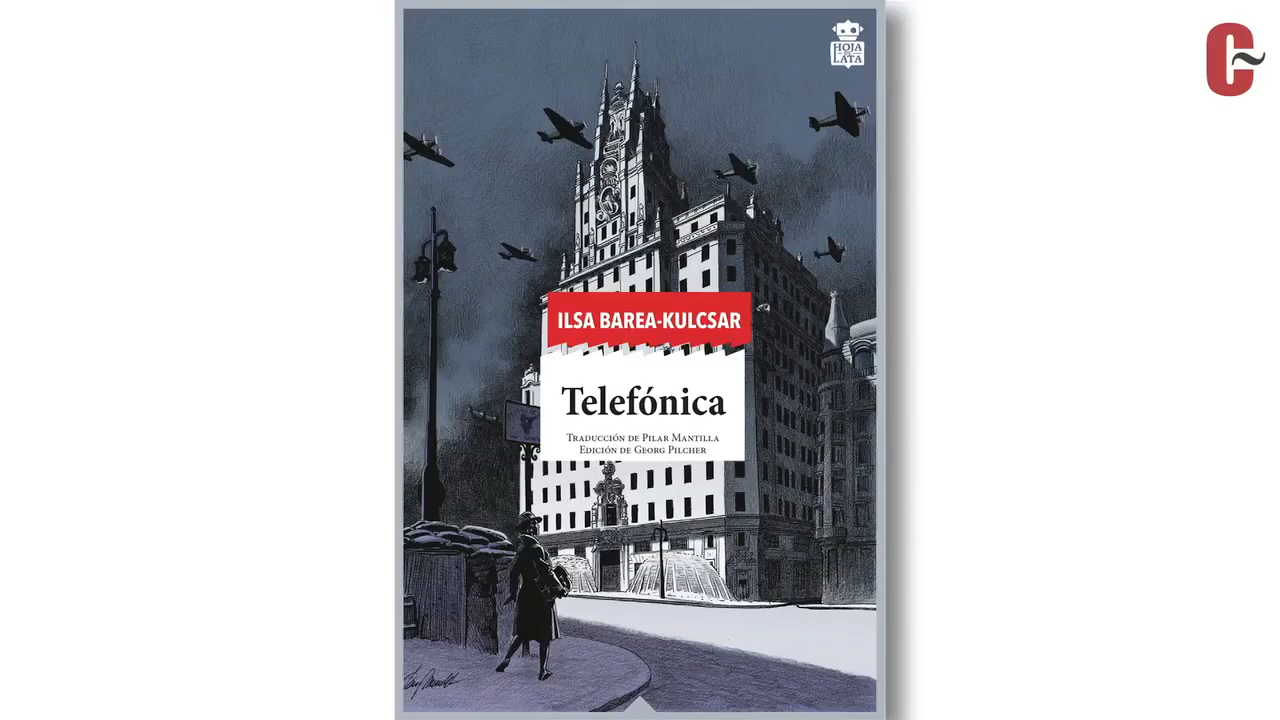 HOJA
DE
LATA
C~
ILSA BAREA-KULCSAR
Telefónica
Traducción de Pilar Mantilla
Edición de Georg Pilcher